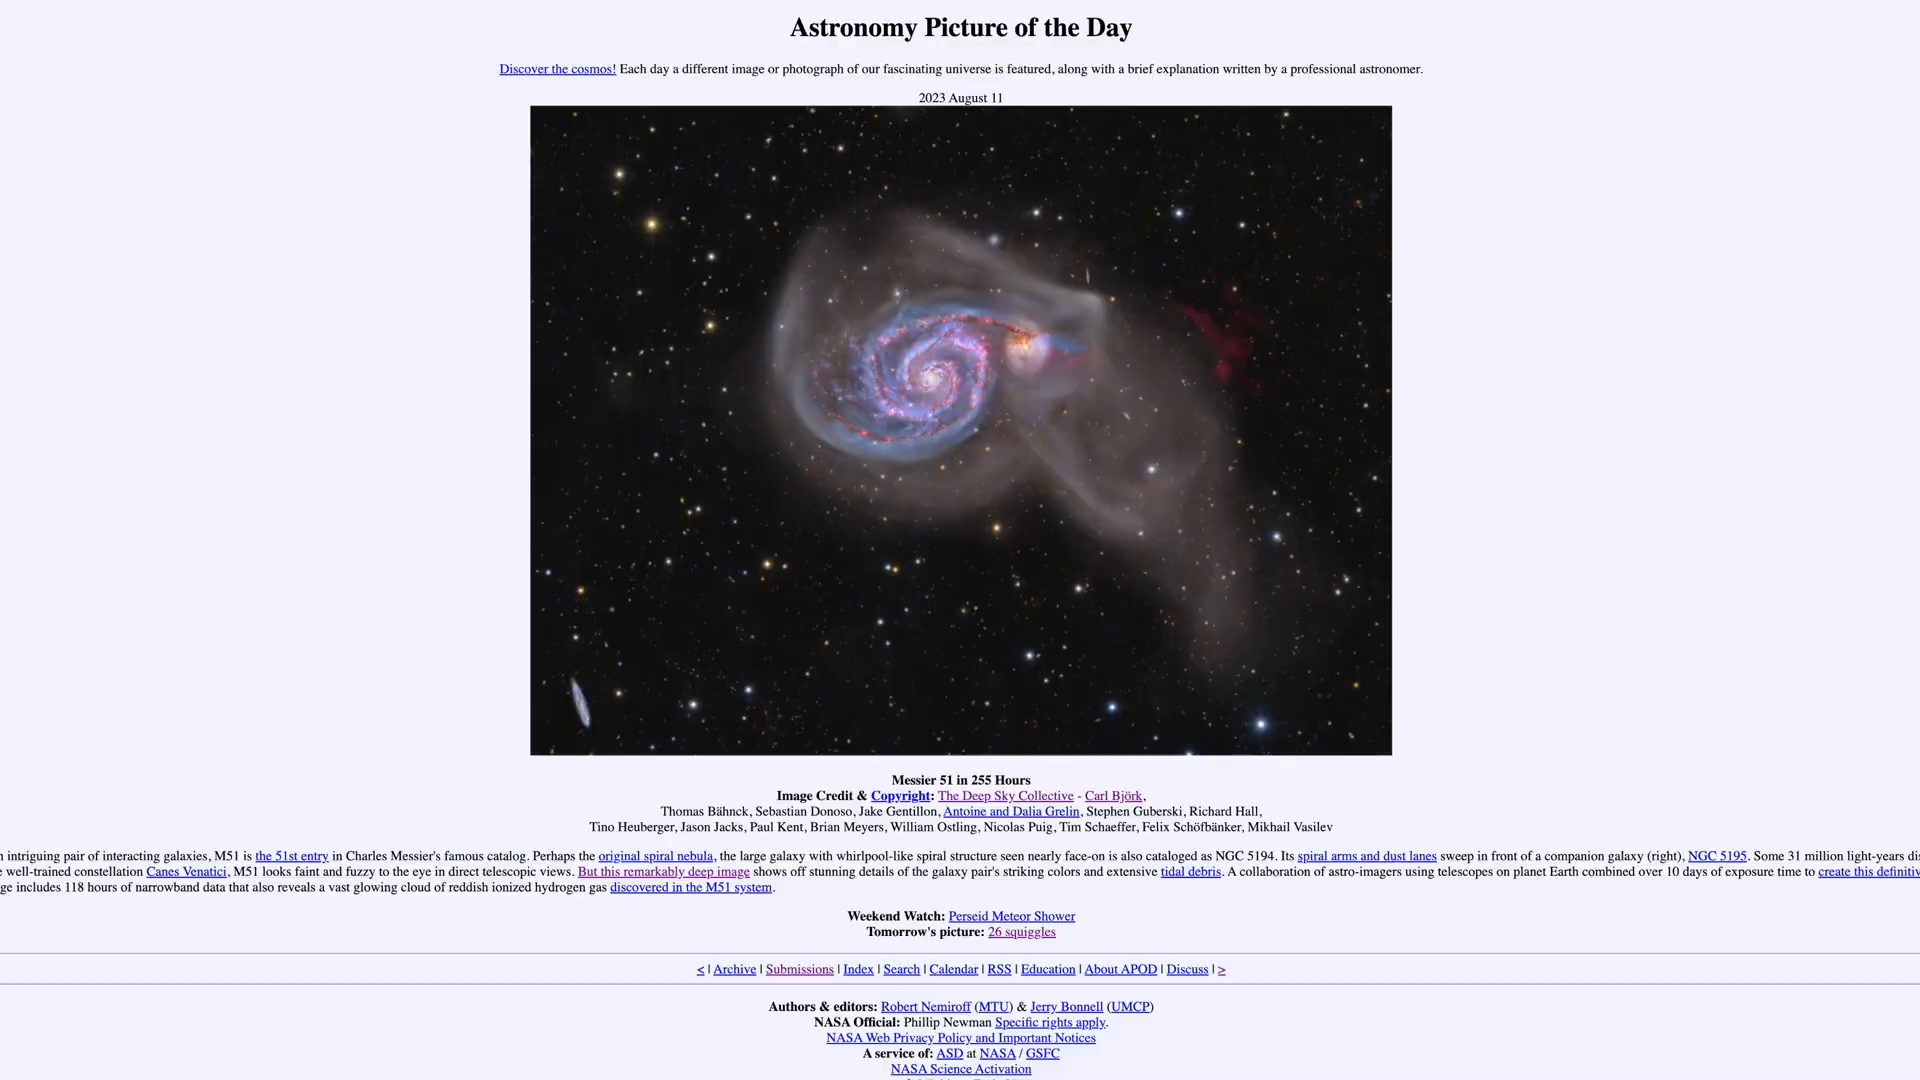 Astronomy Picture of the Day
Discover the cosmos! Each day a different image or photograph of our fascinating universe is featured, along with a brief explanation written by a professional astronomer.
2023 August 11
Messier 51 in 255 Hours
Image Credit & Copyright: The Deep Sky Collective - Carl Björk,
Thomas Bähnck, Sebastian Donoso, Jake Gentillon, Antoine and Dalia Grelin, Stephen Guberski, Richard Hall,
Tino Heuberger, Jason Jacks, Paul Kent, Brian Meyers, William Ostling, Nicolas Puig, Tim Schaeffer, Felix Schöfbänker, Mikhail Vasilev
intriguing pair of interacting galaxies, M51 is the 51st entry in Charles Messier's famous catalog. Perhaps the original spiral nebula, the large galaxy with whirlpool-like spiral structure seen nearly face-on is also cataloged as NGC 5194. Its spiral arms and dust lanes sweep in front of a companion galaxy (right), NGC 5195. Some 31 million light-years
well-trained constellation Canes Venatici, M51 looks faint and fuzzy to the eye in direct telescopic views. But this remarkably deep image shows off stunning details of the galaxy pair's striking colors and extensive tidal debris. A collaboration of astro-imagers using telescopes on planet Earth combined over 10 days of exposure time to create this
includes 118 hours of narrowband data that also reveals a vast glowing cloud of reddish ionized hydrogen gas discovered in the M51 system.
Weekend Watch: Perseid Meteor Shower
Tomorrow's picture: 26 squiggles
< | Archive | Submissions | Index | Search | Calendar | RSS | Education | About APOD | Discuss | >
Authors & editors: Robert Nemiroff (MTU) & Jerry Bonnell (UMCP)
NASA Official: Phillip Newman Specific rights apply.
NASA Web Privacy Policy and Important Notices
A service of: ASD at NASA / GSFC
NASA Science Activation